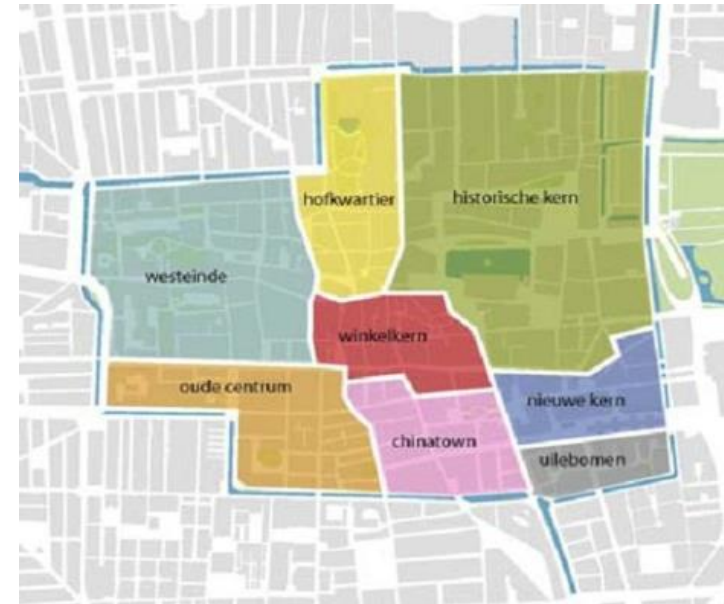 hofkwartier
historische kern
westeinde
winkelkern
oude centrum
nieuwe kern
chinatown
uilebomen